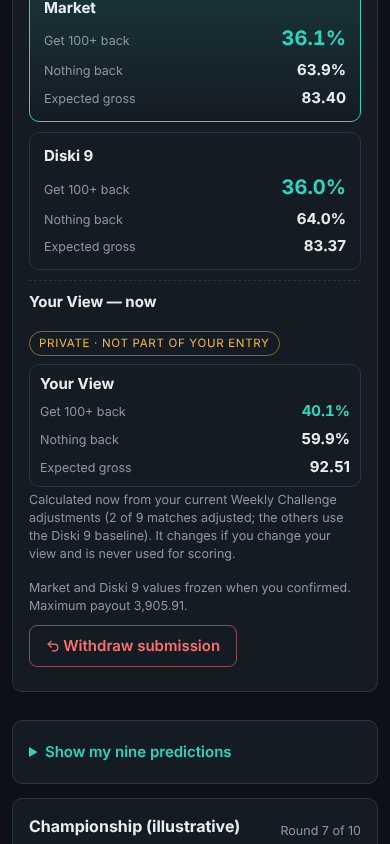 Market
Get 100+ back 36.1%
Nothing back 63.9%
Expected gross 83.40
Diski 9
Get 100+ back 36.0%
Nothing back 64.0%
Expected gross 83.37
Your View — now
PRIVATE · NOT PART OF YOUR ENTRY
Your View
Get 100+ back 40.1%
Nothing back 59.9%
Expected gross 92.51
Calculated now from your current Weekly Challenge
adjustments (2 of 9 matches adjusted; the others use
the Diski 9 baseline). It changes if you change your
view and is never used for scoring.
Market and Diski 9 values frozen when you confirmed.
Maximum payout 3,905.91.
Withdraw submission
Show my nine predictions
Championship (illustrative) Round 7 of 10